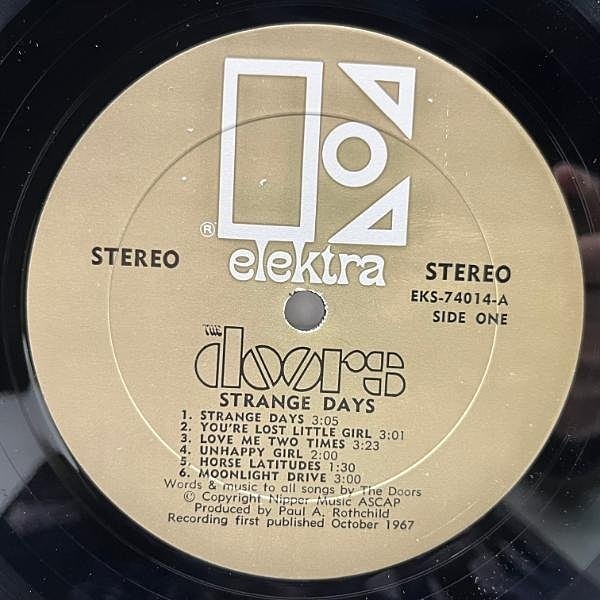 ®
elektra
STEREO
STEREO
EKS-74014-A
SIDE ONE
THE
doors
STRANGE DAYS
1. STRANGE DAYS 3:05
2. YOU'RE LOST LITTLE GIRL 3:01
3. LOVE ME TWO TIMES 3:23
4. UNHAPPY GIRL 2:00
5. HORSE LATITUDES 1:30
6. MOONLIGHT DRIVE 3:00
Words & music to all songs by The Doors
© Copyright Nipper Music ASCAP
Produced by Paul A. Rothchild
Recording first published October 1967